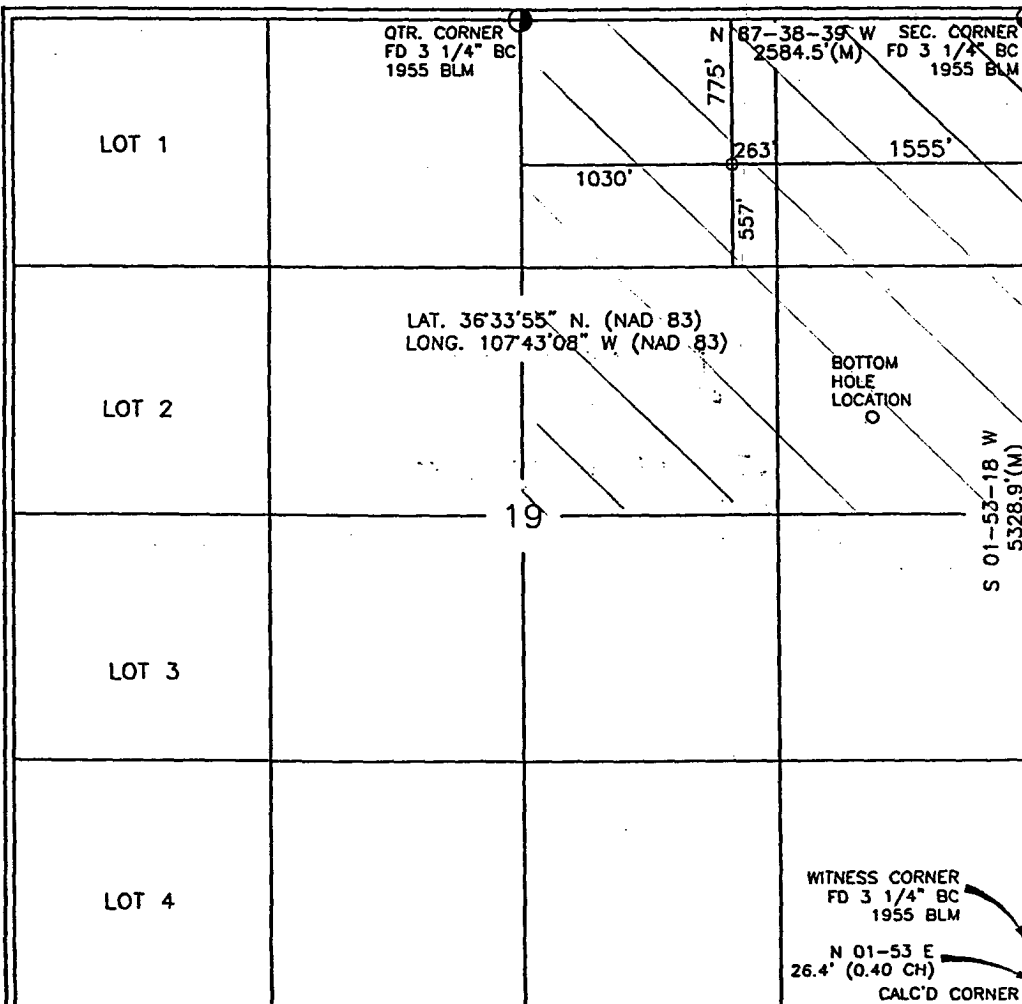 QTR. CORNER
FD 3 1/4" BC
1955 BLM
N 87-38-39 W
2584.5'(M)
SEC. CORNER
FD 3 1/4" BC
1955 BLM
775'
LOT 1
263'
1555'
1030'
557'
LAT. 36°33'55" N. (NAD 83)
LONG. 107°43'08" W (NAD 83)
BOTTOM
HOLE
LOCATION
LOT 2
S 01-53-18 W
5328.9'(M)
19
LOT 3
WITNESS CORNER
FD 3 1/4" BC
1955 BLM
LOT 4
N 01-53 E
26.4' (0.40 CH)
CALC'D CORNER